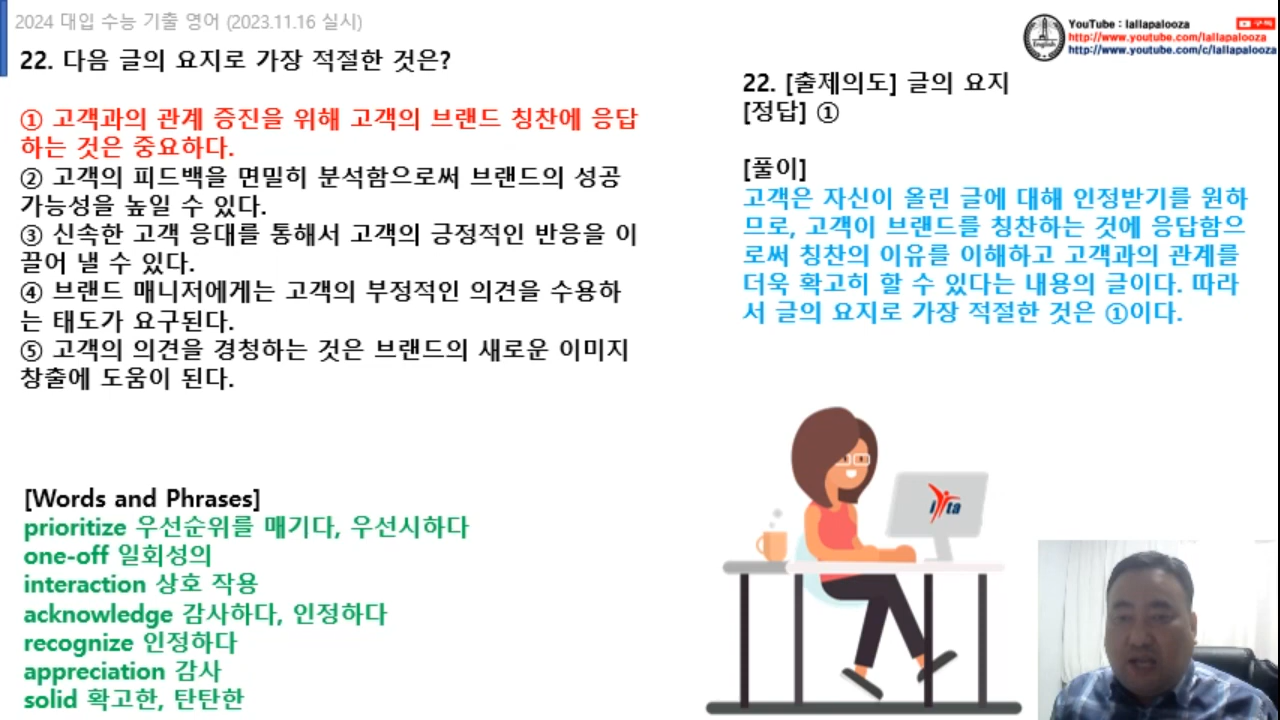 2024 대입 수능 기출 영어 (2023.11.16 실시)
YouTube : lallapalooza
구독
http://www.youtube.com/lallapalooza
http://www.youtube.com/c/lallapalooza
English
22. 다음 글의 요지로 가장 적절한 것은?
① 고객과의 관계 증진을 위해 고객의 브랜드 칭찬에 응답
하는 것은 중요하다.
② 고객의 피드백을 면밀히 분석함으로써 브랜드의 성공
가능성을 높일 수 있다.
③ 신속한 고객 응대를 통해서 고객의 긍정적인 반응을 이
끌어 낼 수 있다.
④ 브랜드 매니저에게는 고객의 부정적인 의견을 수용하
는 태도가 요구된다.
⑤ 고객의 의견을 경청하는 것은 브랜드의 새로운 이미지
창출에 도움이 된다.
[Words and Phrases]
prioritize 우선순위를 매기다, 우선시하다
one-off 일회성의
interaction 상호 작용
acknowledge 감사하다, 인정하다
recognize 인정하다
appreciation 감사
solid 확고한, 탄탄한
22. [출제의도] 글의 요지
[정답] ①
[풀이]
고객은 자신이 올린 글에 대해 인정받기를 원하
므로, 고객이 브랜드를 칭찬하는 것에 응답함으
로써 칭찬의 이유를 이해하고 고객과의 관계를
더욱 확고히 할 수 있다는 내용의 글이다. 따라
서 글의 요지로 가장 적절한 것은 ①이다.